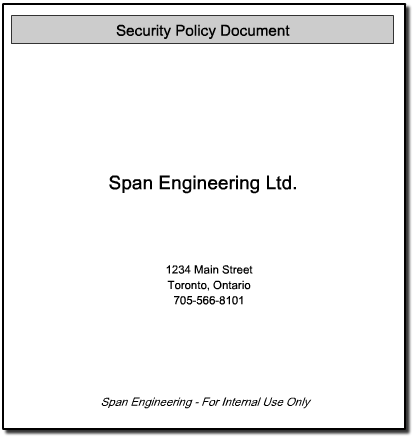 Security Policy Document
Span Engineering Ltd.
1234 Main Street
Toronto, Ontario
705-566-8101
Span Engineering - For Internal Use Only